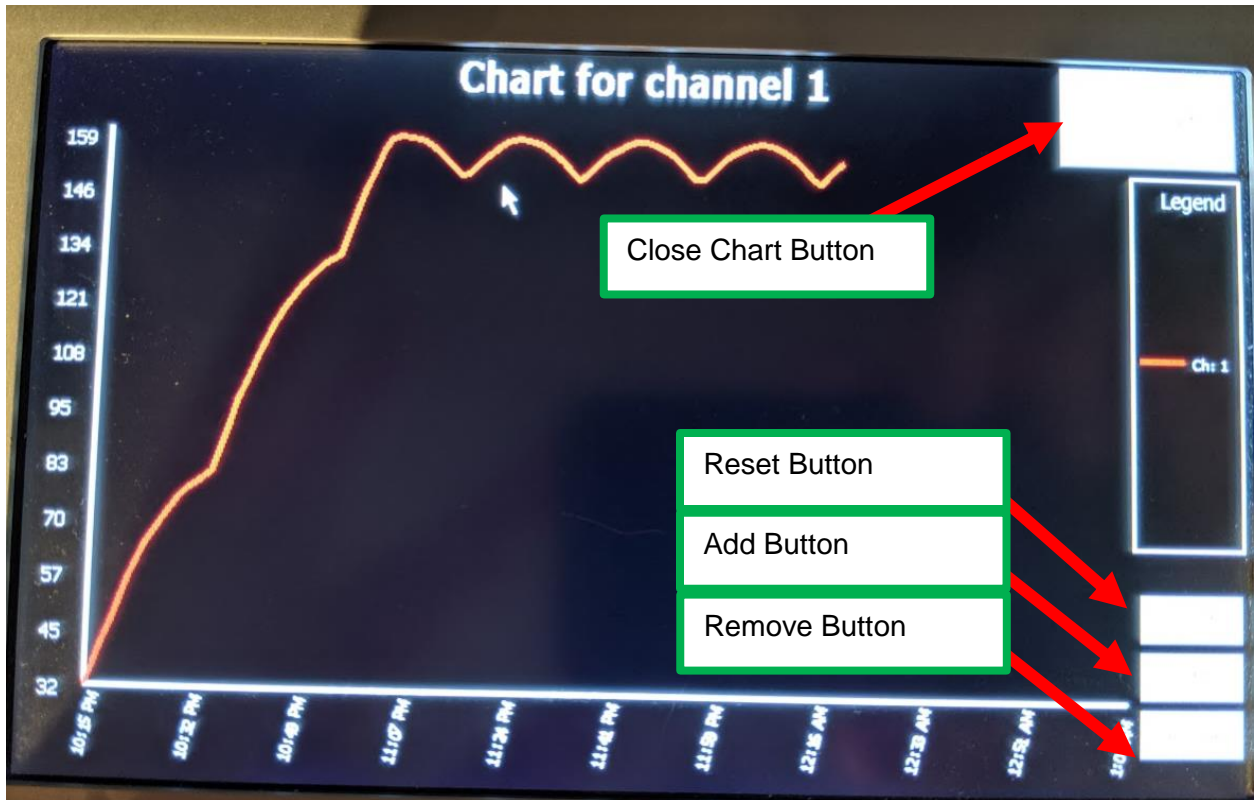 Chart for channel 1
159
146
134
121
108
95
83
70
57
45
32
Legend
Ch: 1
Close Chart Button
Reset Button
Add Button
Remove Button
10:15 PM
10:32 PM
10:49 PM
11:07 PM
11:24 PM
11:41 PM
11:59 PM
12:16 AM
12:33 AM
12:51 AM